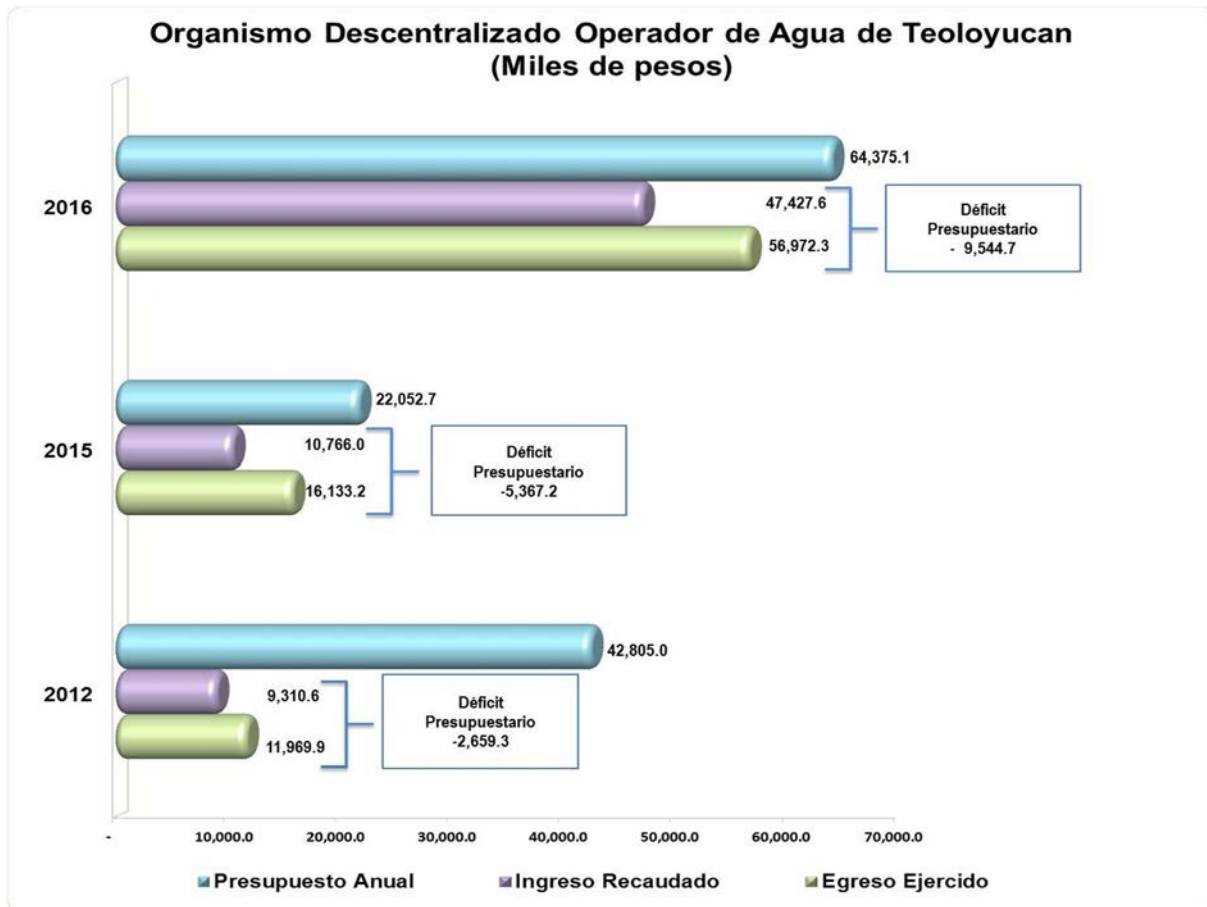 Organismo Descentralizado Operador de Agua de Teoloyucan
(Miles de pesos)
2016
64,375.1
47,427.6
56,972.3
Déficit
Presupuestario
- 9,544.7
2015
22,052.7
10,766.0
16,133.2
Déficit
Presupuestario
-5,367.2
2012
42,805.0
9,310.6
11,969.9
Déficit
Presupuestario
-2,659.3
- 10,000.0 20,000.0 30,000.0 40,000.0 50,000.0 60,000.0 70,000.0
Presupuesto Anual Ingreso Recaudado Egreso Ejercido